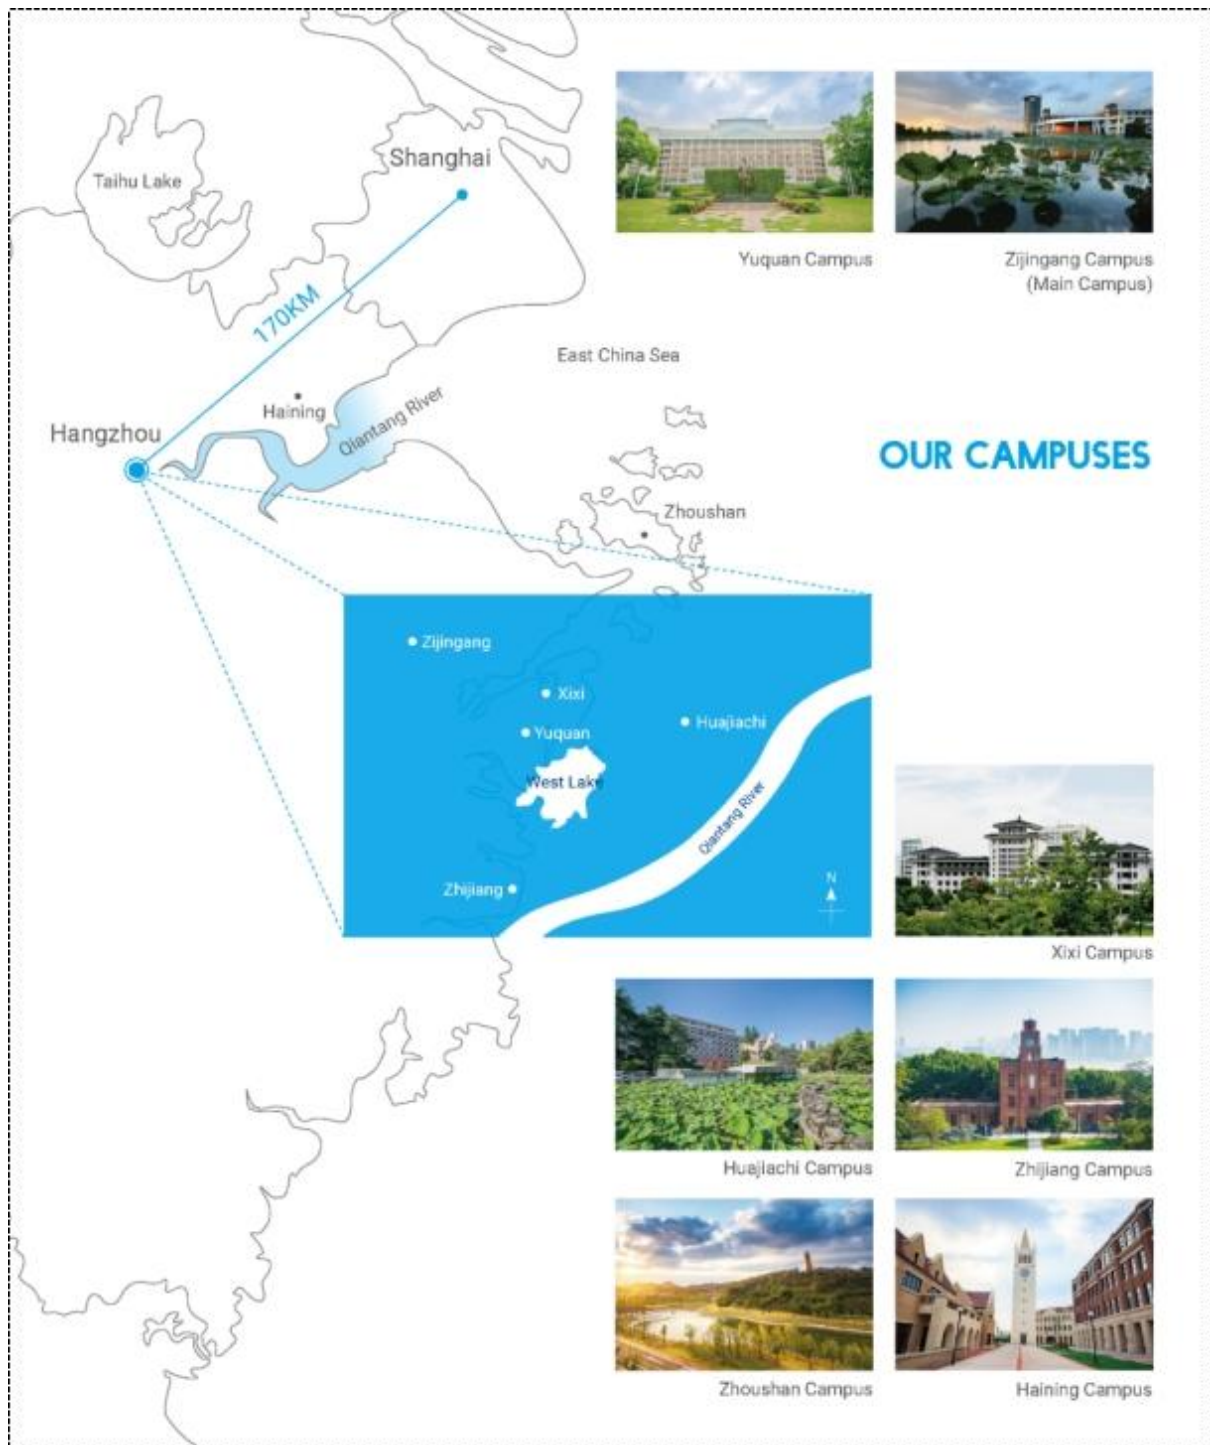 Shanghai
Taihu Lake
Yuquan Campus
Zijingang Campus
(Main Campus)
170KM
East China Sea
Haining
Qiantang River
Hangzhou
OUR CAMPUSES
Zhoushan
Zijingang
Xixi
Huajiachi
Yuquan
West Lake
Qiantang River
N
Zhijiang
Xixi Campus
Huajiachi Campus
Zhijiang Campus
Zhoushan Campus
Haining Campus